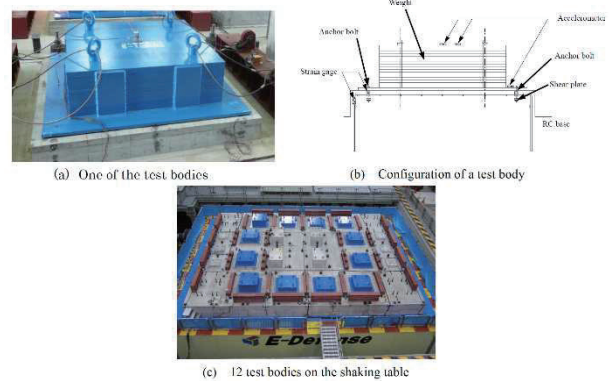 E-Defense
(a) One of the test bodies
Weight
Accelerometer
Anchor bolt
Anchor bolt
Strain gage
Shear plate
RC base
(b) Configuration of a test body
E-Defense
(c) 12 test bodies on the shaking table